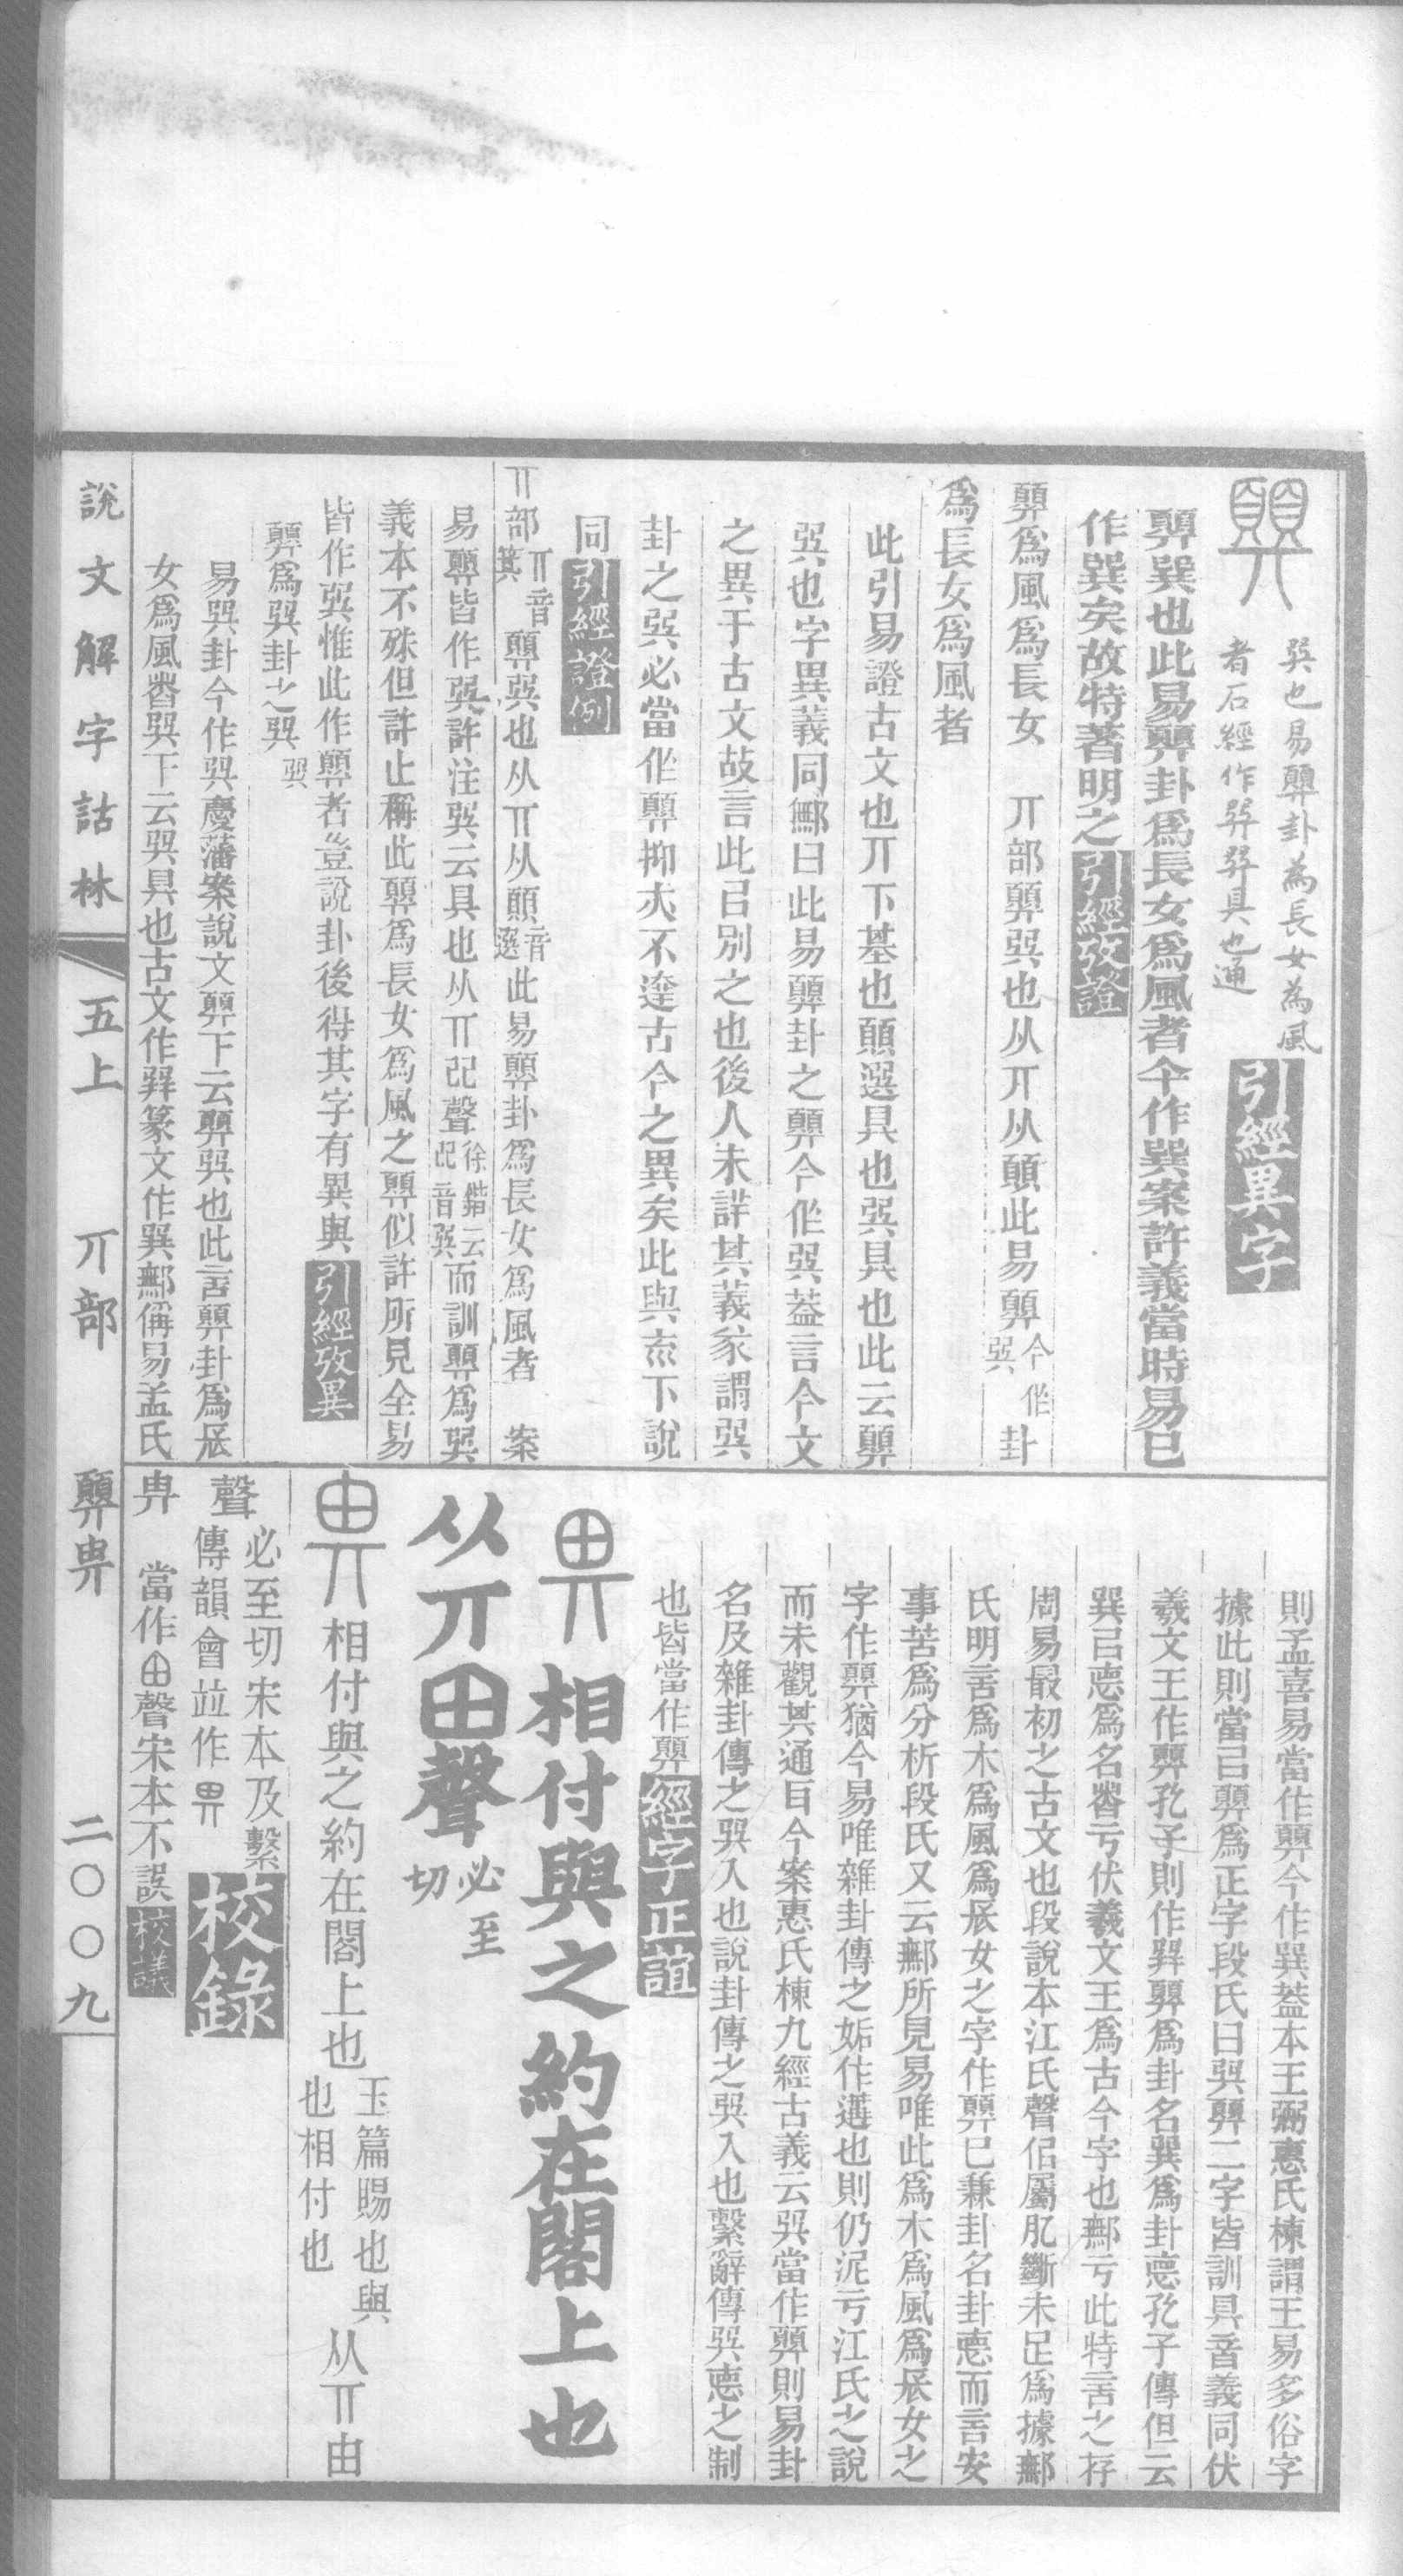 顨
巽也易顨卦為長女為風
者石經作巺巺具也通
引經異字
顨巽也此易顨卦爲長女爲風者今作巽案許義當時易巳
作巽矣故特著明之
引經攷證
顨爲風爲長女 丌部顨巽也从丌从頭此易顨
今作
巽
卦
爲長女爲風者
此引易證古文也丌下基也頭選具也巽具也此云顨
巽也字異義同鄦曰此易顨卦之顨今作巽葢言今文
之異于古文故言此㠯別之也後人未詳其義家謂巽
卦之巽必當作顨抑亦不達古今之異矣此與
下說
同
引經證例
丌部
丌音
箕
顨巽也从丌从頭
音
選
此易顨卦爲長女爲風者 案
易顨皆作巽許注巽云具也从丌㔾聲
徐鍇云
㔾音巽
而訓顨爲巽
義本不殊但許止稱此顨爲長女爲風之顨似許所見全易
皆作巽惟此作顨者豈說卦後得其字有異與
引經攷異
顨爲巽卦之巽
巽
易巽卦今作巽慶藩案說文顨下云顨巽也此言顨卦爲長
女爲風者巽下云巽具也古文作
篆文作巽鄦偁易孟氏
則孟喜易當作顨今作巽葢本王弼惠氏棟謂王易多俗字
據此則當㠯顨爲正字段氏曰巽顨二字皆訓具音義同伏
羲文王作顨孔子則作巽顨爲卦名巽爲卦悳孔子傳但云
巽㠯悳爲名者亏伏羲文王爲古今字也鄦亏此特言之存
周易最初之古文也段說本江氏聲但屬肊斷未足爲據鄦
氏明言爲木爲風爲長女之字作顨已兼卦名卦悳而言安
事苦爲分析段氏又云鄦所見易唯此爲木爲風爲長女之
字作顨猶今易唯雜卦傳之姤作遘也則仍泥亏江氏之說
而未觀其通旨今案惠氏棟九經古義云巽當作顨則易卦
名及雜卦傳之巽入也說卦傳之巽入也繫辭傳巽悳之制
也皆當作顨
經字正誼
畀
相付與之約在閣上也
从丌甶聲
必至
切
畀
相付與之約在閣上也
玉篇賜也與
也相付也
从丌由
聲
必至切宋本及繫
傳韻會竝作畀
校錄
畀 當作甶聲宋本不誤
校議
說文解字詁林 五上 丌部 顨畀 二〇〇九